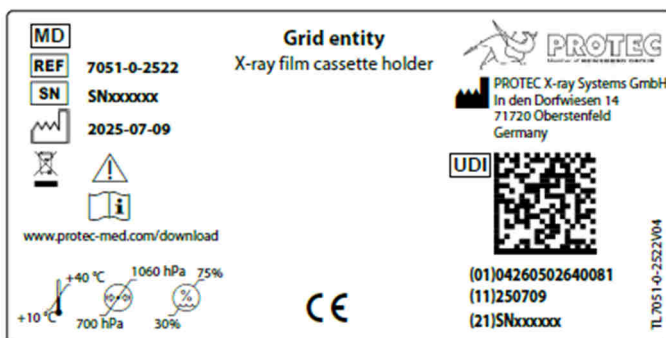 MD
REF 7051-0-2522
SN SNxxxxxx
2025-07-09
www.protec-med.com/download
+40 °C
+10 °C
1060 hPa
700 hPa
75%
%
30%
Grid entity
X-ray film cassette holder
CE
PROTEC
PROTEC X-ray Systems GmbH
In den Dorfwiesen 14
71720 Oberstenfeld
Germany
UDI
(01)04260502640081
(11)250709
(21)SNxxxxxx
TL7051-0-2522V04